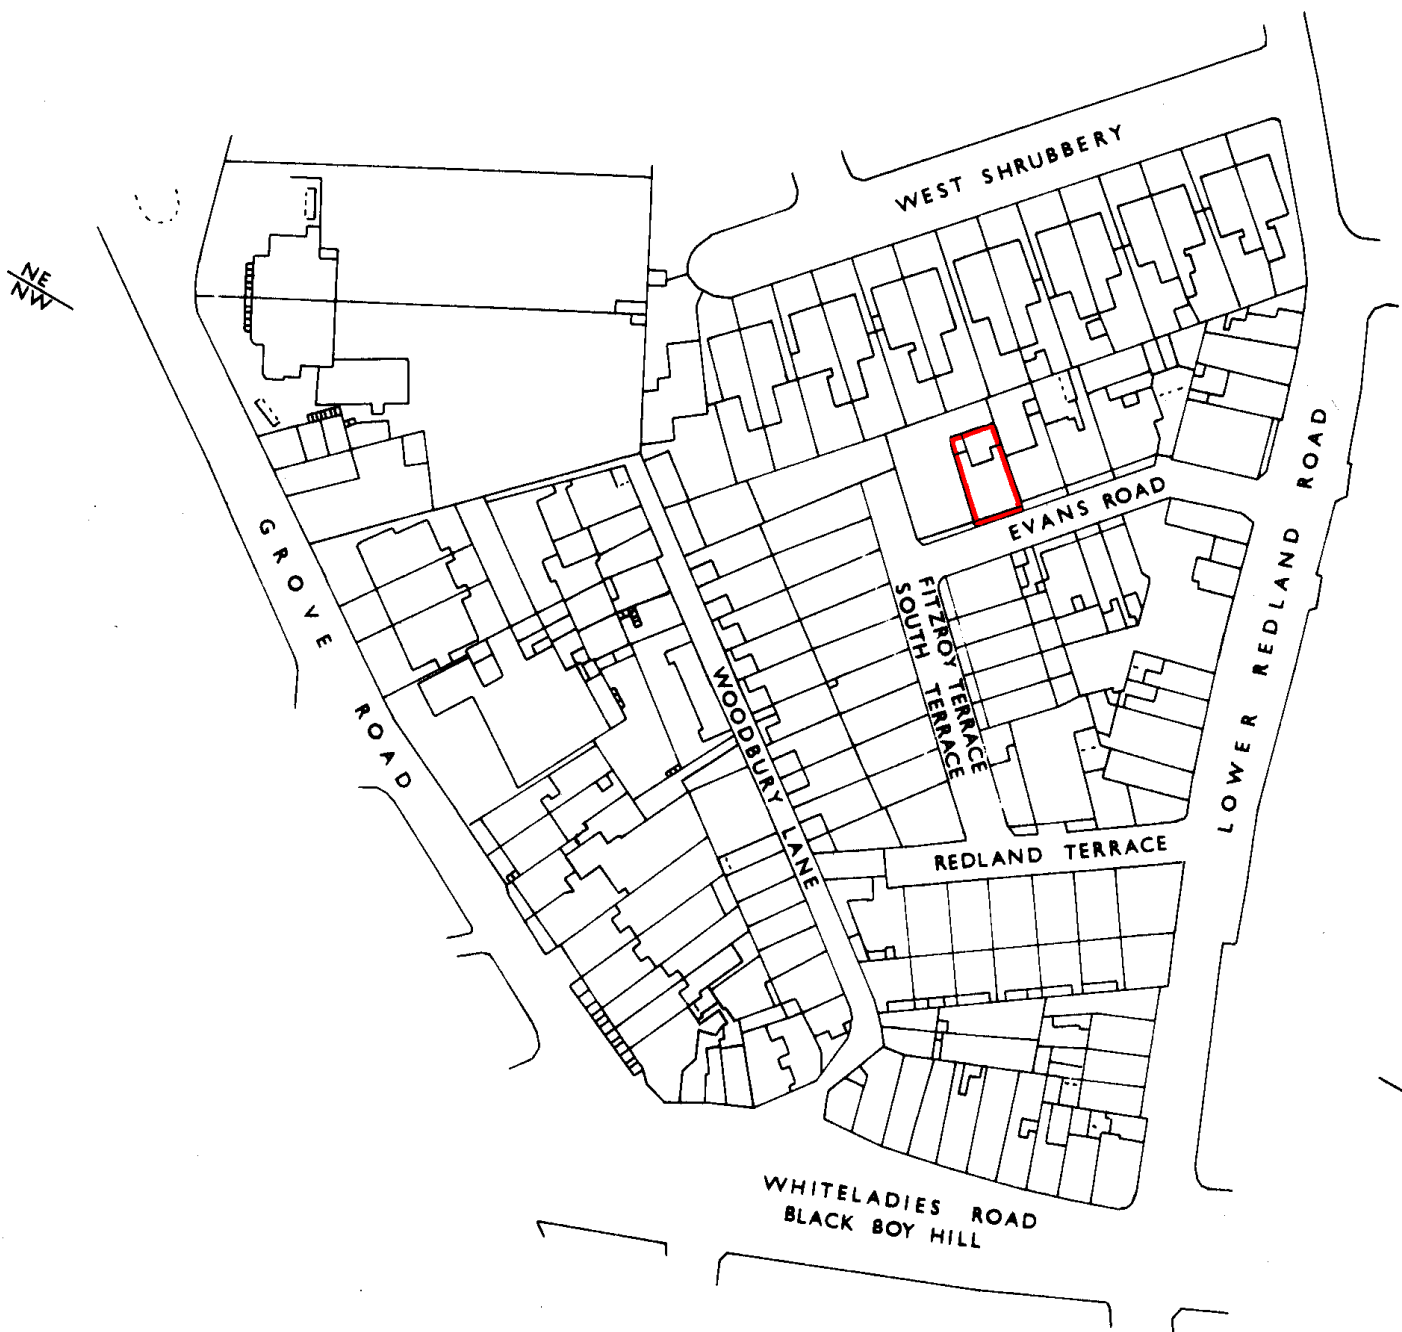 WEST SHRUBBERY
NE
NW
GROVE ROAD
EVANS ROAD
LOWER REDLAND ROAD
FITZROY TERRACE
SOUTH TERRACE
WOODBURY LANE
REDLAND TERRACE
WHITELADIES ROAD
BLACK BOY HILL